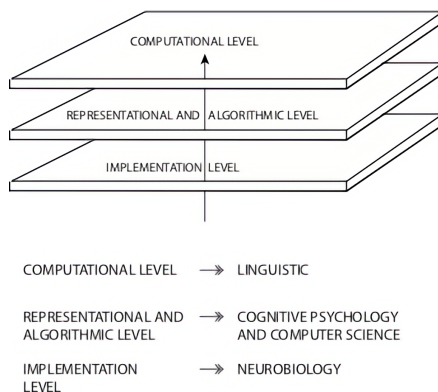 COMPUTATIONAL LEVEL
REPRESENTATIONAL AND ALGORITHMIC LEVEL
IMPLEMENTATION LEVEL
COMPUTATIONAL LEVEL LINGUISTIC
REPRESENTATIONAL AND COGNITIVE PSYCHOLOGY
ALGORITHMIC LEVEL AND COMPUTER SCIENCE
IMPLEMENTATION NEUROBIOLOGY
LEVEL